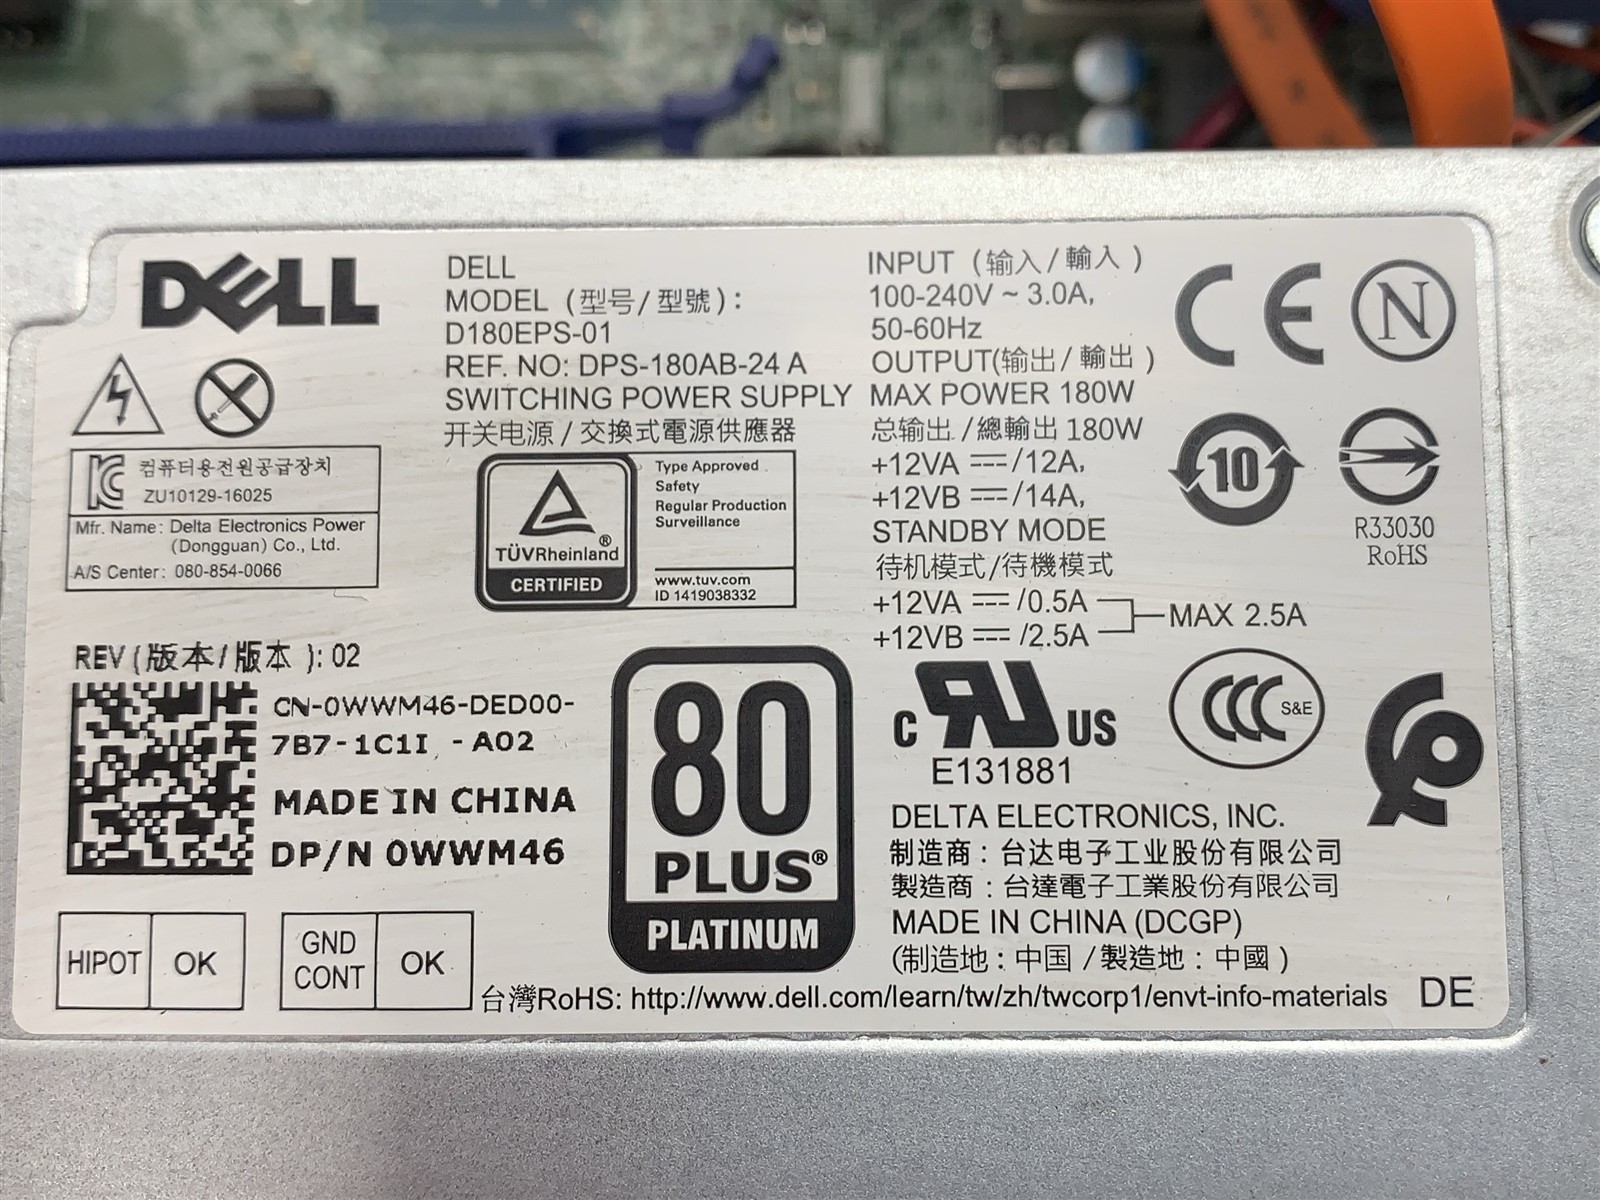 DELL
DELL
MODEL (型号/型號):
D180EPS-01
REF. NO: DPS-180AB-24 A
SWITCHING POWER SUPPLY
开关电源/交換式電源供應器
컴퓨터용전원공급장치
ZU10129-16025
Mfr. Name: Delta Electronics Power
(Dongguan) Co., Ltd.
A/S Center: 080-854-0066
TÜVRheinland®
CERTIFIED
Type Approved
Safety
Regular Production
Surveillance
www.tuv.com
ID 1419038332
INPUT (输入/輸入)
100-240V ~ 3.0A,
50-60Hz
OUTPUT(输出/輸出)
MAX POWER 180W
总输出/總輸出 180W
+12VA ⎓/12A,
+12VB ⎓/14A,
STANDBY MODE
待机模式/待機模式
+12VA ⎓/0.5A
+12VB ⎓/2.5A
MAX 2.5A
CE
N
10
R33030
RoHS
REV (版本/版本): 02
CN-0WWM46-DED00-
7B7-1C1I -A02
MADE IN CHINA
DP/N 0WWM46
HIPOT OK
GND CONT OK
80
PLUS®
PLATINUM
C RU US
E131881
CCC S&E
DELTA ELECTRONICS, INC.
制造商:台达电子工业股份有限公司
製造商:台達電子工業股份有限公司
MADE IN CHINA (DCGP)
(制造地:中国/製造地:中國)
台灣RoHS: http://www.dell.com/learn/tw/zh/twcorp1/envt-info-materials
DE